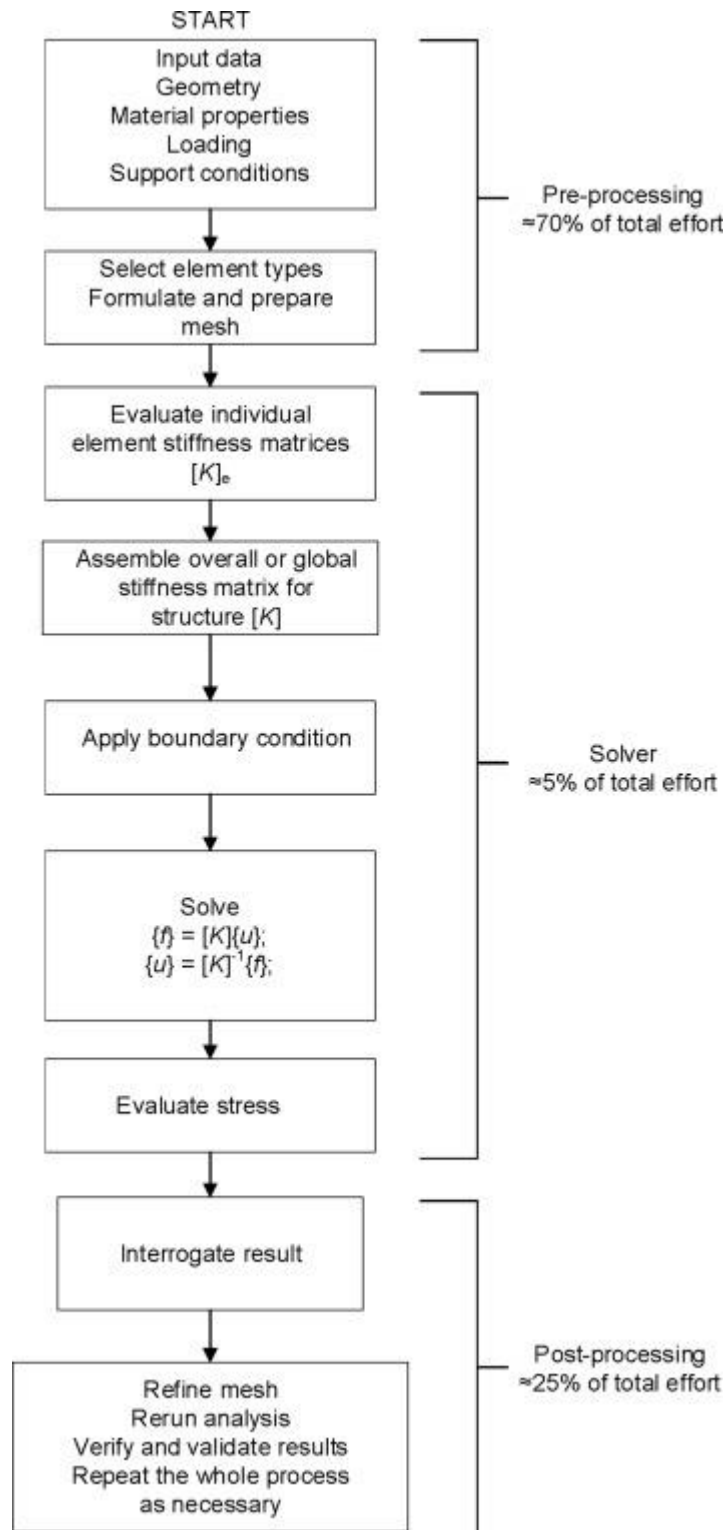 START
Input data
Geometry
Material properties
Loading
Support conditions
Pre-processing
≈70% of total effort
Select element types
Formulate and prepare
mesh
Evaluate individual
element stiffness matrices
[K]ₑ
Assemble overall or global
stiffness matrix for
structure [K]
Apply boundary condition
Solver
≈5% of total effort
Solve
{f} = [K]{u};
{u} = [K]⁻¹{f};
Evaluate stress
Interrogate result
Post-processing
≈25% of total effort
Refine mesh
Rerun analysis
Verify and validate results
Repeat the whole process
as necessary